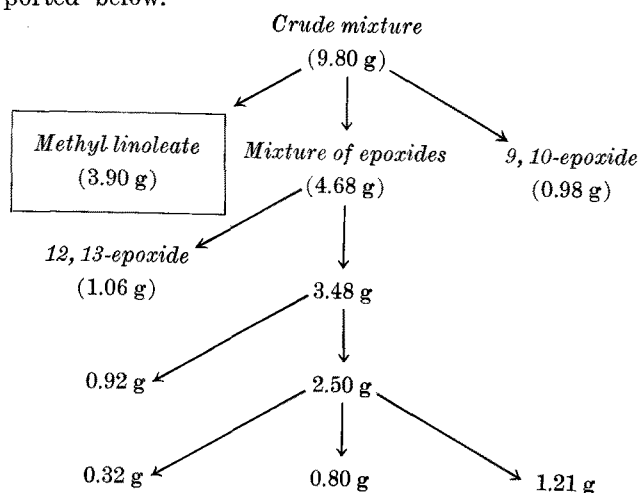 ported below.
Crude mixture
(9.80 g)
Methyl linoleate
(3.90 g)
Mixture of epoxides
(4.68 g)
9, 10-epoxide
(0.98 g)
12, 13-epoxide
(1.06 g)
3.48 g
0.92 g
2.50 g
0.32 g
0.80 g
1.21 g